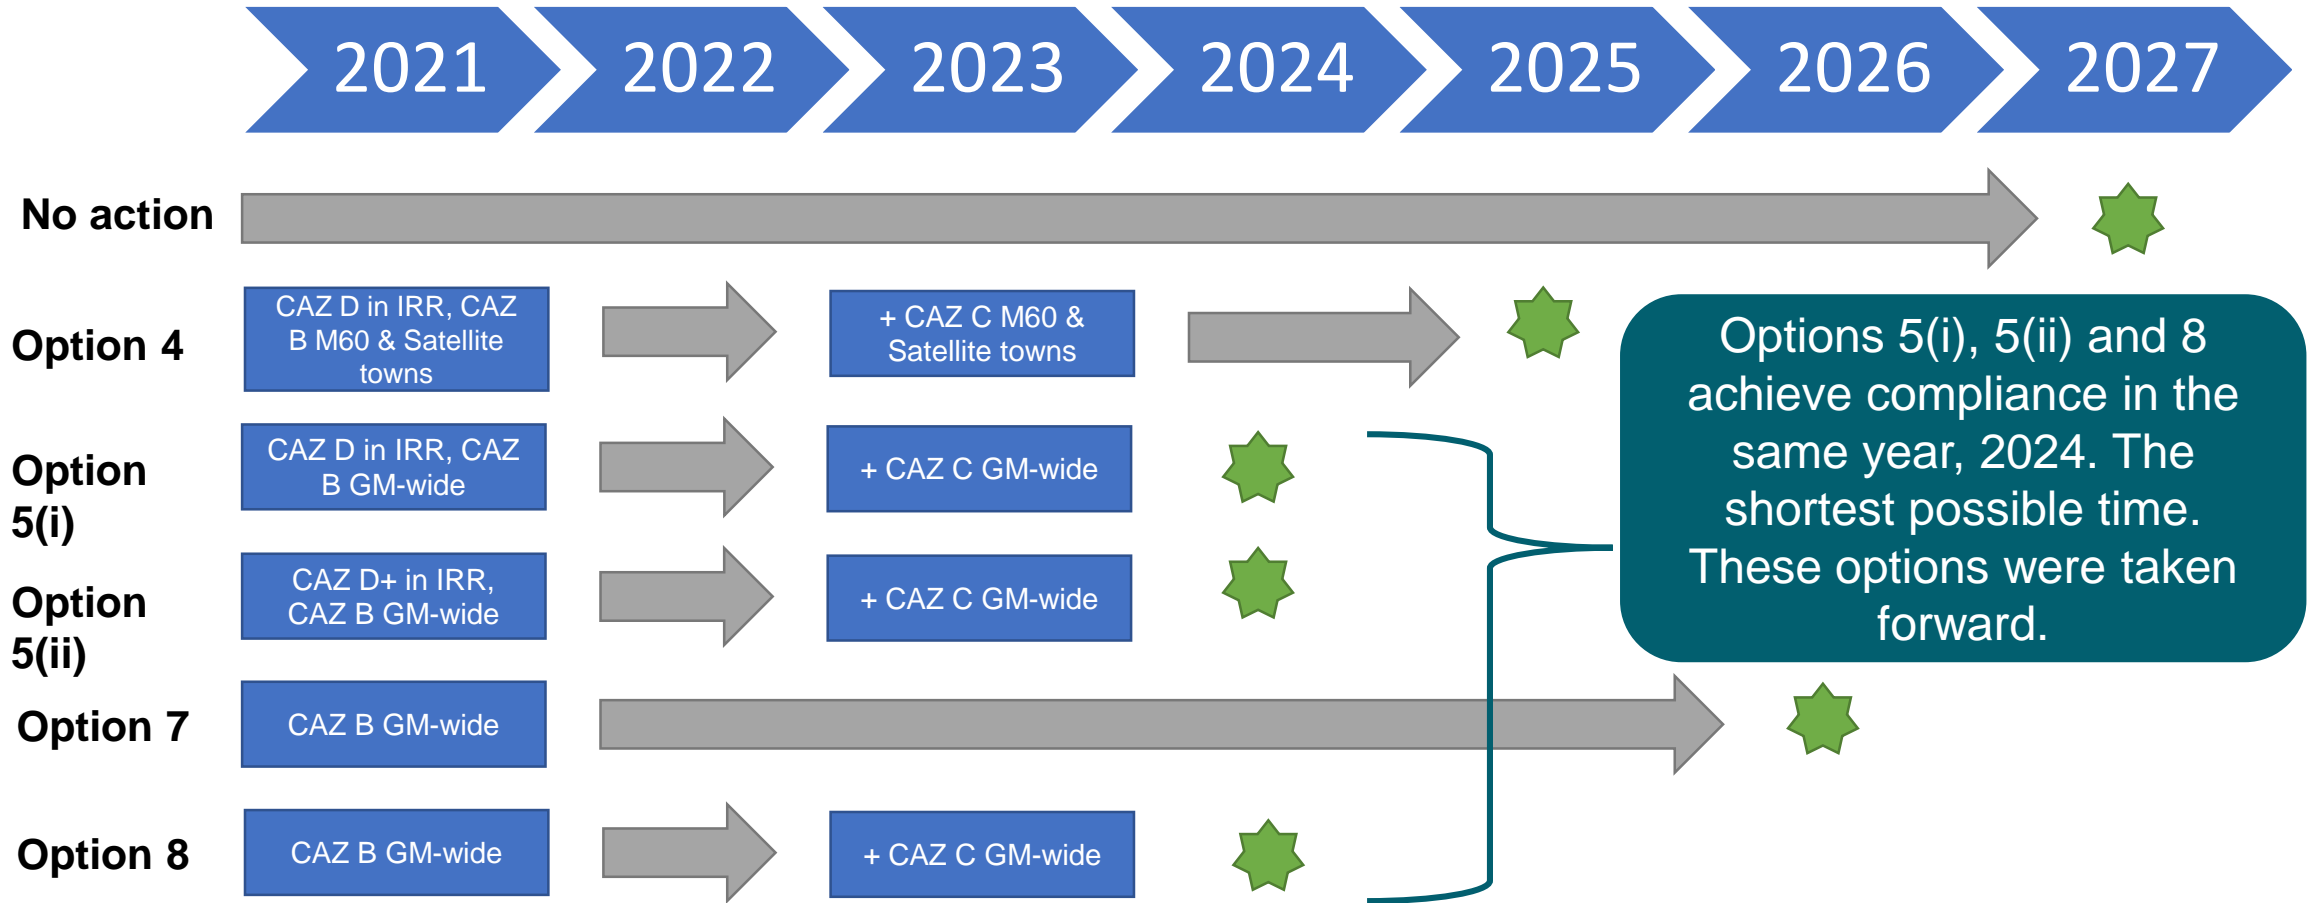 2021 2022 2023 2024 2025 2026 2027
No action
Option 4
CAZ D in IRR, CAZ
B M60 & Satellite
towns
+ CAZ C M60 &
Satellite towns
Option
5(i)
CAZ D in IRR, CAZ
B GM-wide
+ CAZ C GM-wide
Option
5(ii)
CAZ D+ in IRR,
CAZ B GM-wide
+ CAZ C GM-wide
Option 7
CAZ B GM-wide
Option 8
CAZ B GM-wide
+ CAZ C GM-wide
Options 5(i), 5(ii) and 8
achieve compliance in the
same year, 2024. The
shortest possible time.
These options were taken
forward.